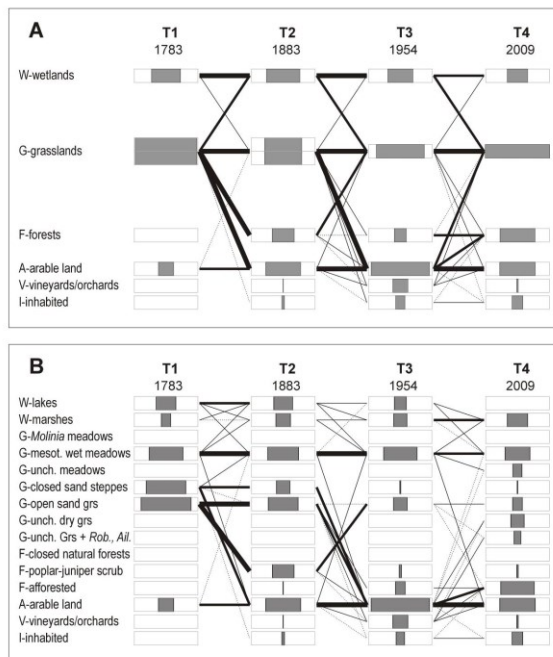 A
T1 T2 T3 T4
1783 1883 1954 2009
W-wetlands
G-grasslands
F-forests
A-arable land
V-vineyards/orchards
I-inhabited
B
T1 T2 T3 T4
1783 1883 1954 2009
W-lakes
W-marshes
G-Molinia meadows
G-mesot. wet meadows
G-unch. meadows
G-closed sand steppes
G-open sand grs
G-unch. dry grs
G-unch. Grs + Rob., Ail.
F-closed natural forests
F-poplar-juniper scrub
F-afforested
A-arable land
V-vineyards/orchards
I-inhabited